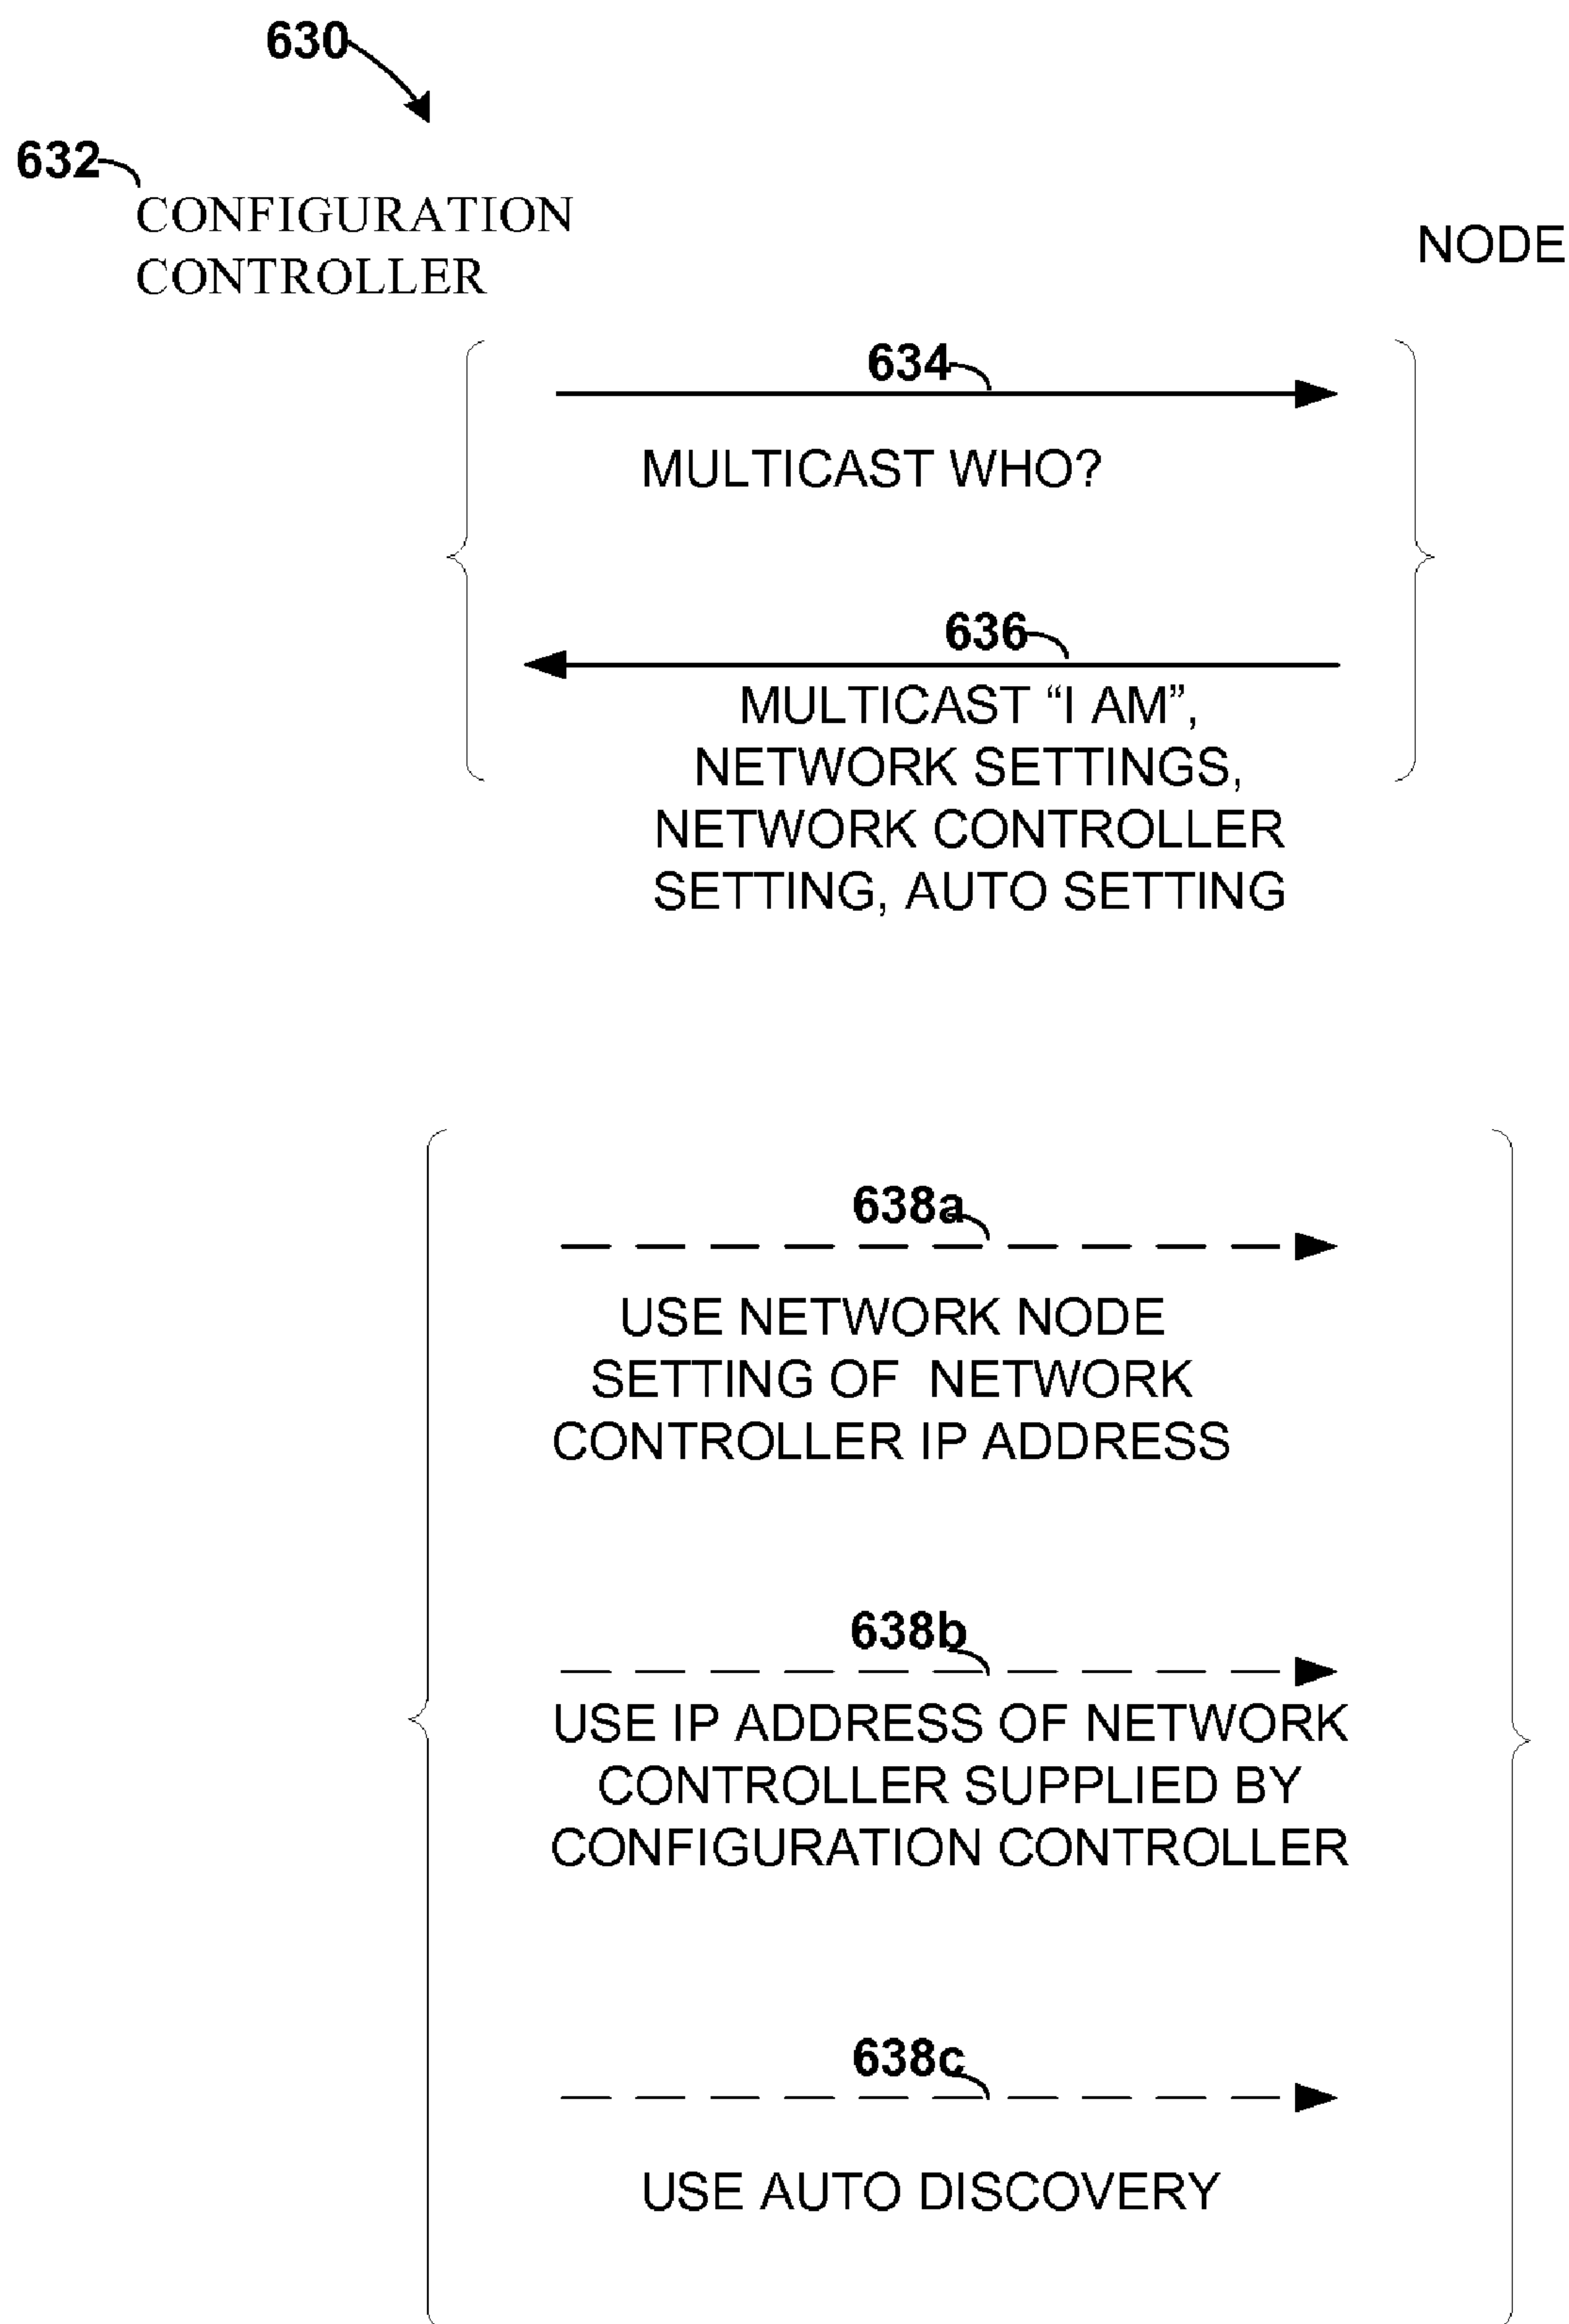 630
632
CONFIGURATION
CONTROLLER
NODE
634
MULTICAST WHO?
636
MULTICAST “I AM”,
NETWORK SETTINGS,
NETWORK CONTROLLER
SETTING, AUTO SETTING
638a
USE NETWORK NODE
SETTING OF NETWORK
CONTROLLER IP ADDRESS
638b
USE IP ADDRESS OF NETWORK
CONTROLLER SUPPLIED BY
CONFIGURATION CONTROLLER
638c
USE AUTO DISCOVERY